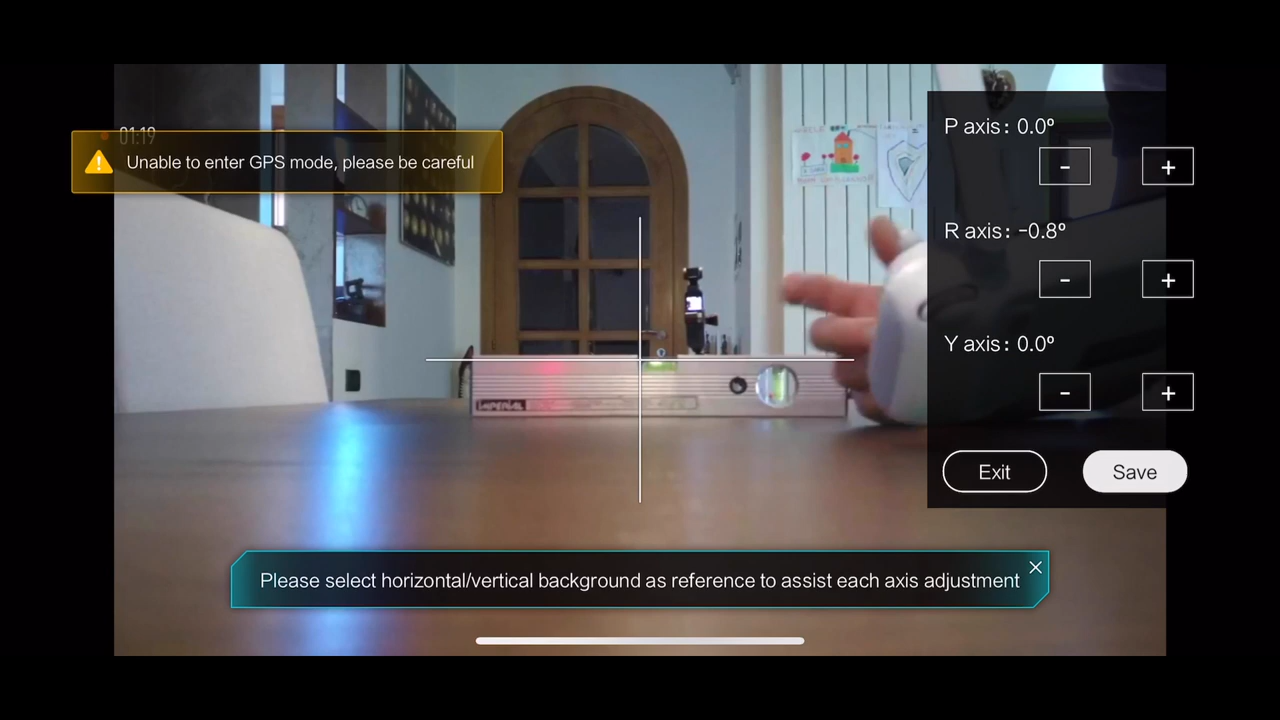 01:19
Unable to enter GPS mode, please be careful
P axis: 0.0°
-
+
R axis: -0.8°
-
+
Y axis: 0.0°
-
+
Exit
Save
IMPERIAL
Please select horizontal/vertical background as reference to assist each axis adjustment